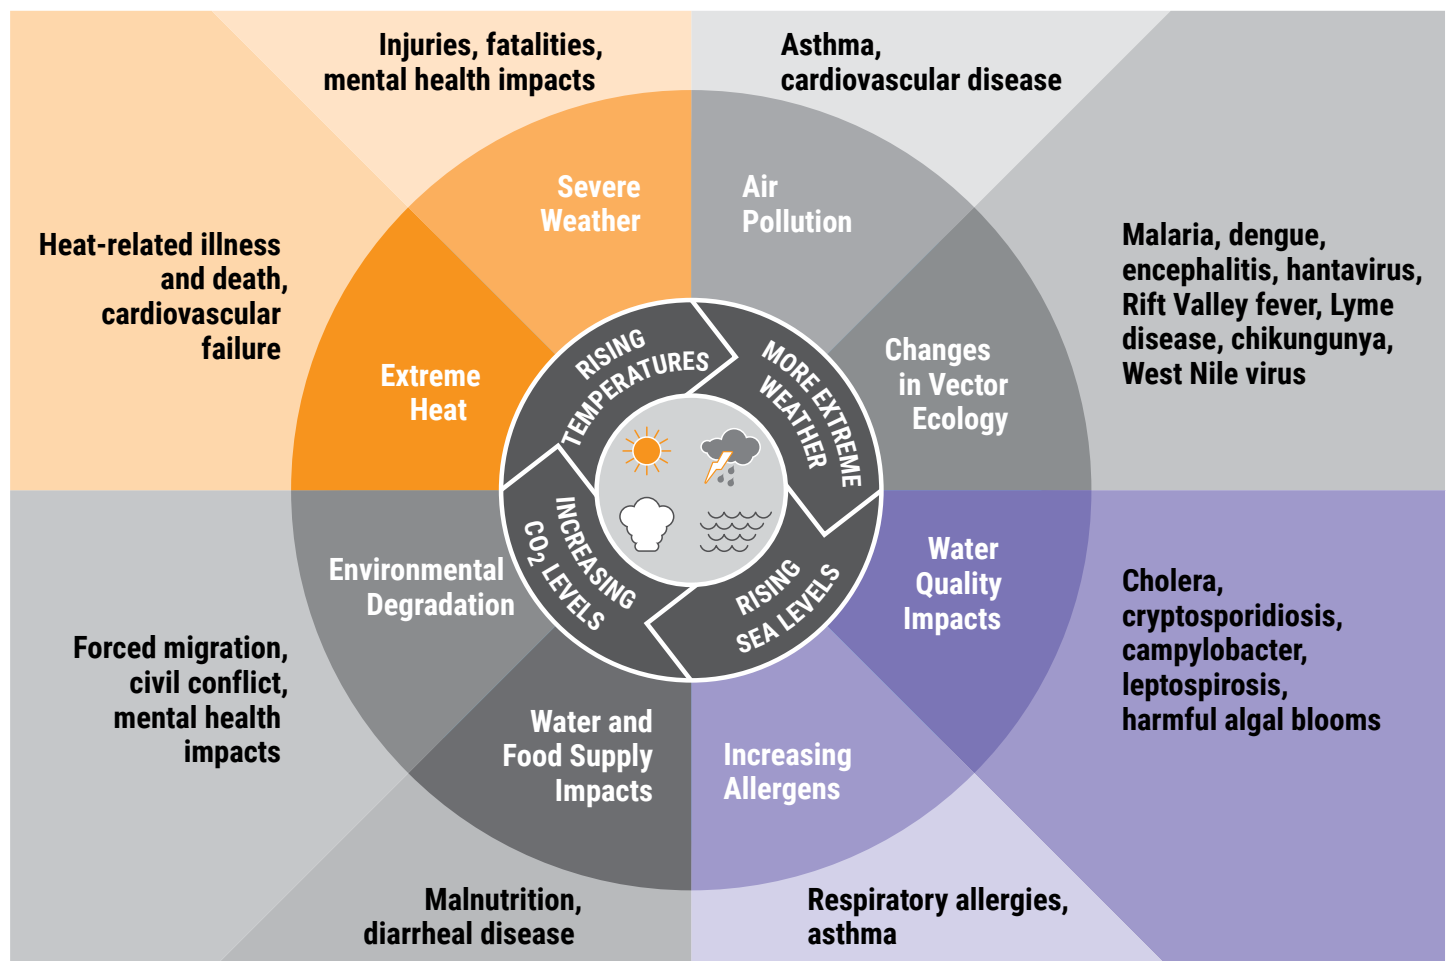 Injuries, fatalities,
mental health impacts
Asthma,
cardiovascular disease
Severe
Weather
Air
Pollution
Heat-related illness
and death,
cardiovascular
failure
Malaria, dengue,
encephalitis, hantavirus,
Rift Valley fever, Lyme
disease, chikungunya,
West Nile virus
Extreme
Heat
Changes
in Vector
Ecology
RISING
TEMPERATURES
MORE EXTREME
WEATHER
INCREASING
CO2 LEVELS
RISING
SEA LEVELS
Environmental
Degradation
Water
Quality
Impacts
Forced migration,
civil conflict,
mental health
impacts
Cholera,
cryptosporidiosis,
campylobacter,
leptospirosis,
harmful algal blooms
Water and
Food Supply
Impacts
Increasing
Allergens
Malnutrition,
diarrheal disease
Respiratory allergies,
asthma